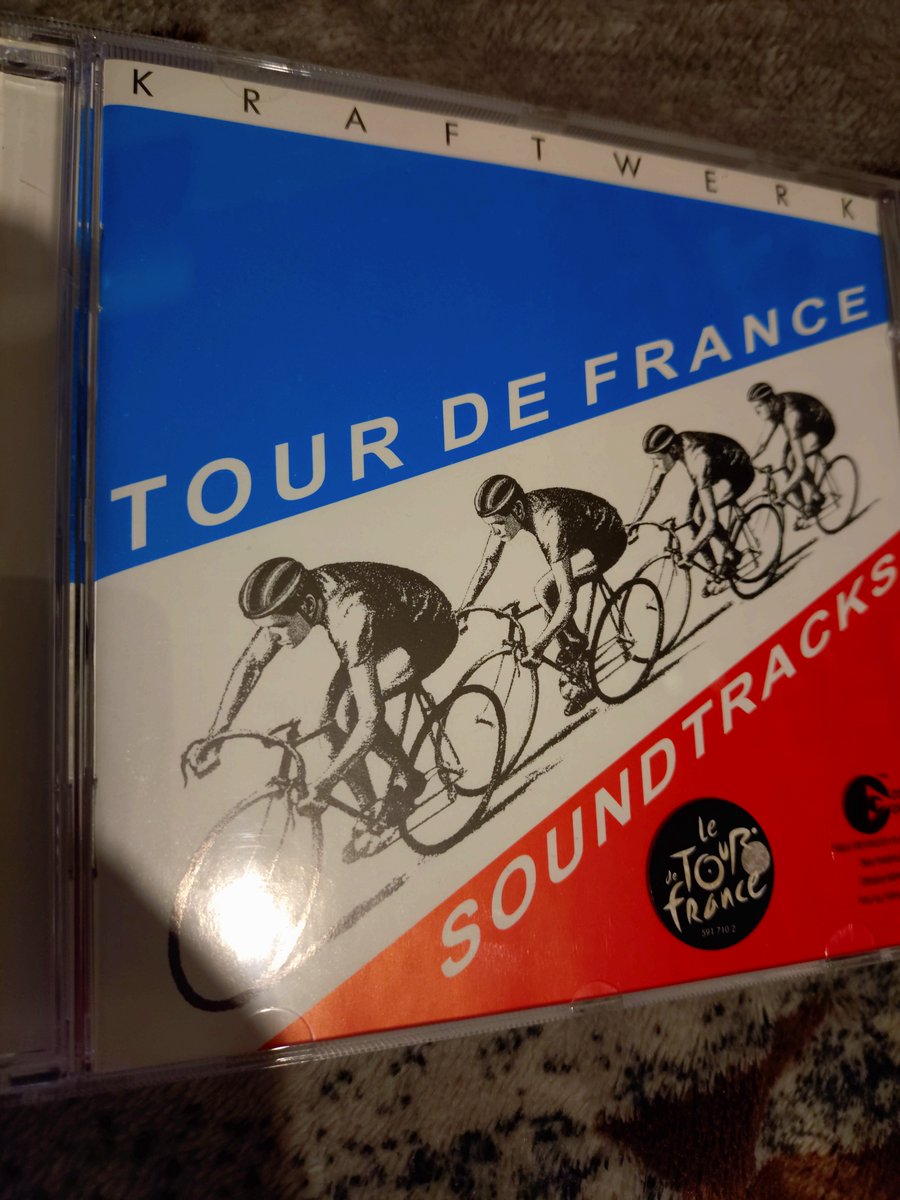 KRAFTWERK
TOUR DE FRANCE
SOUNDTRACKS
le
de TOUR
france
591 710 2